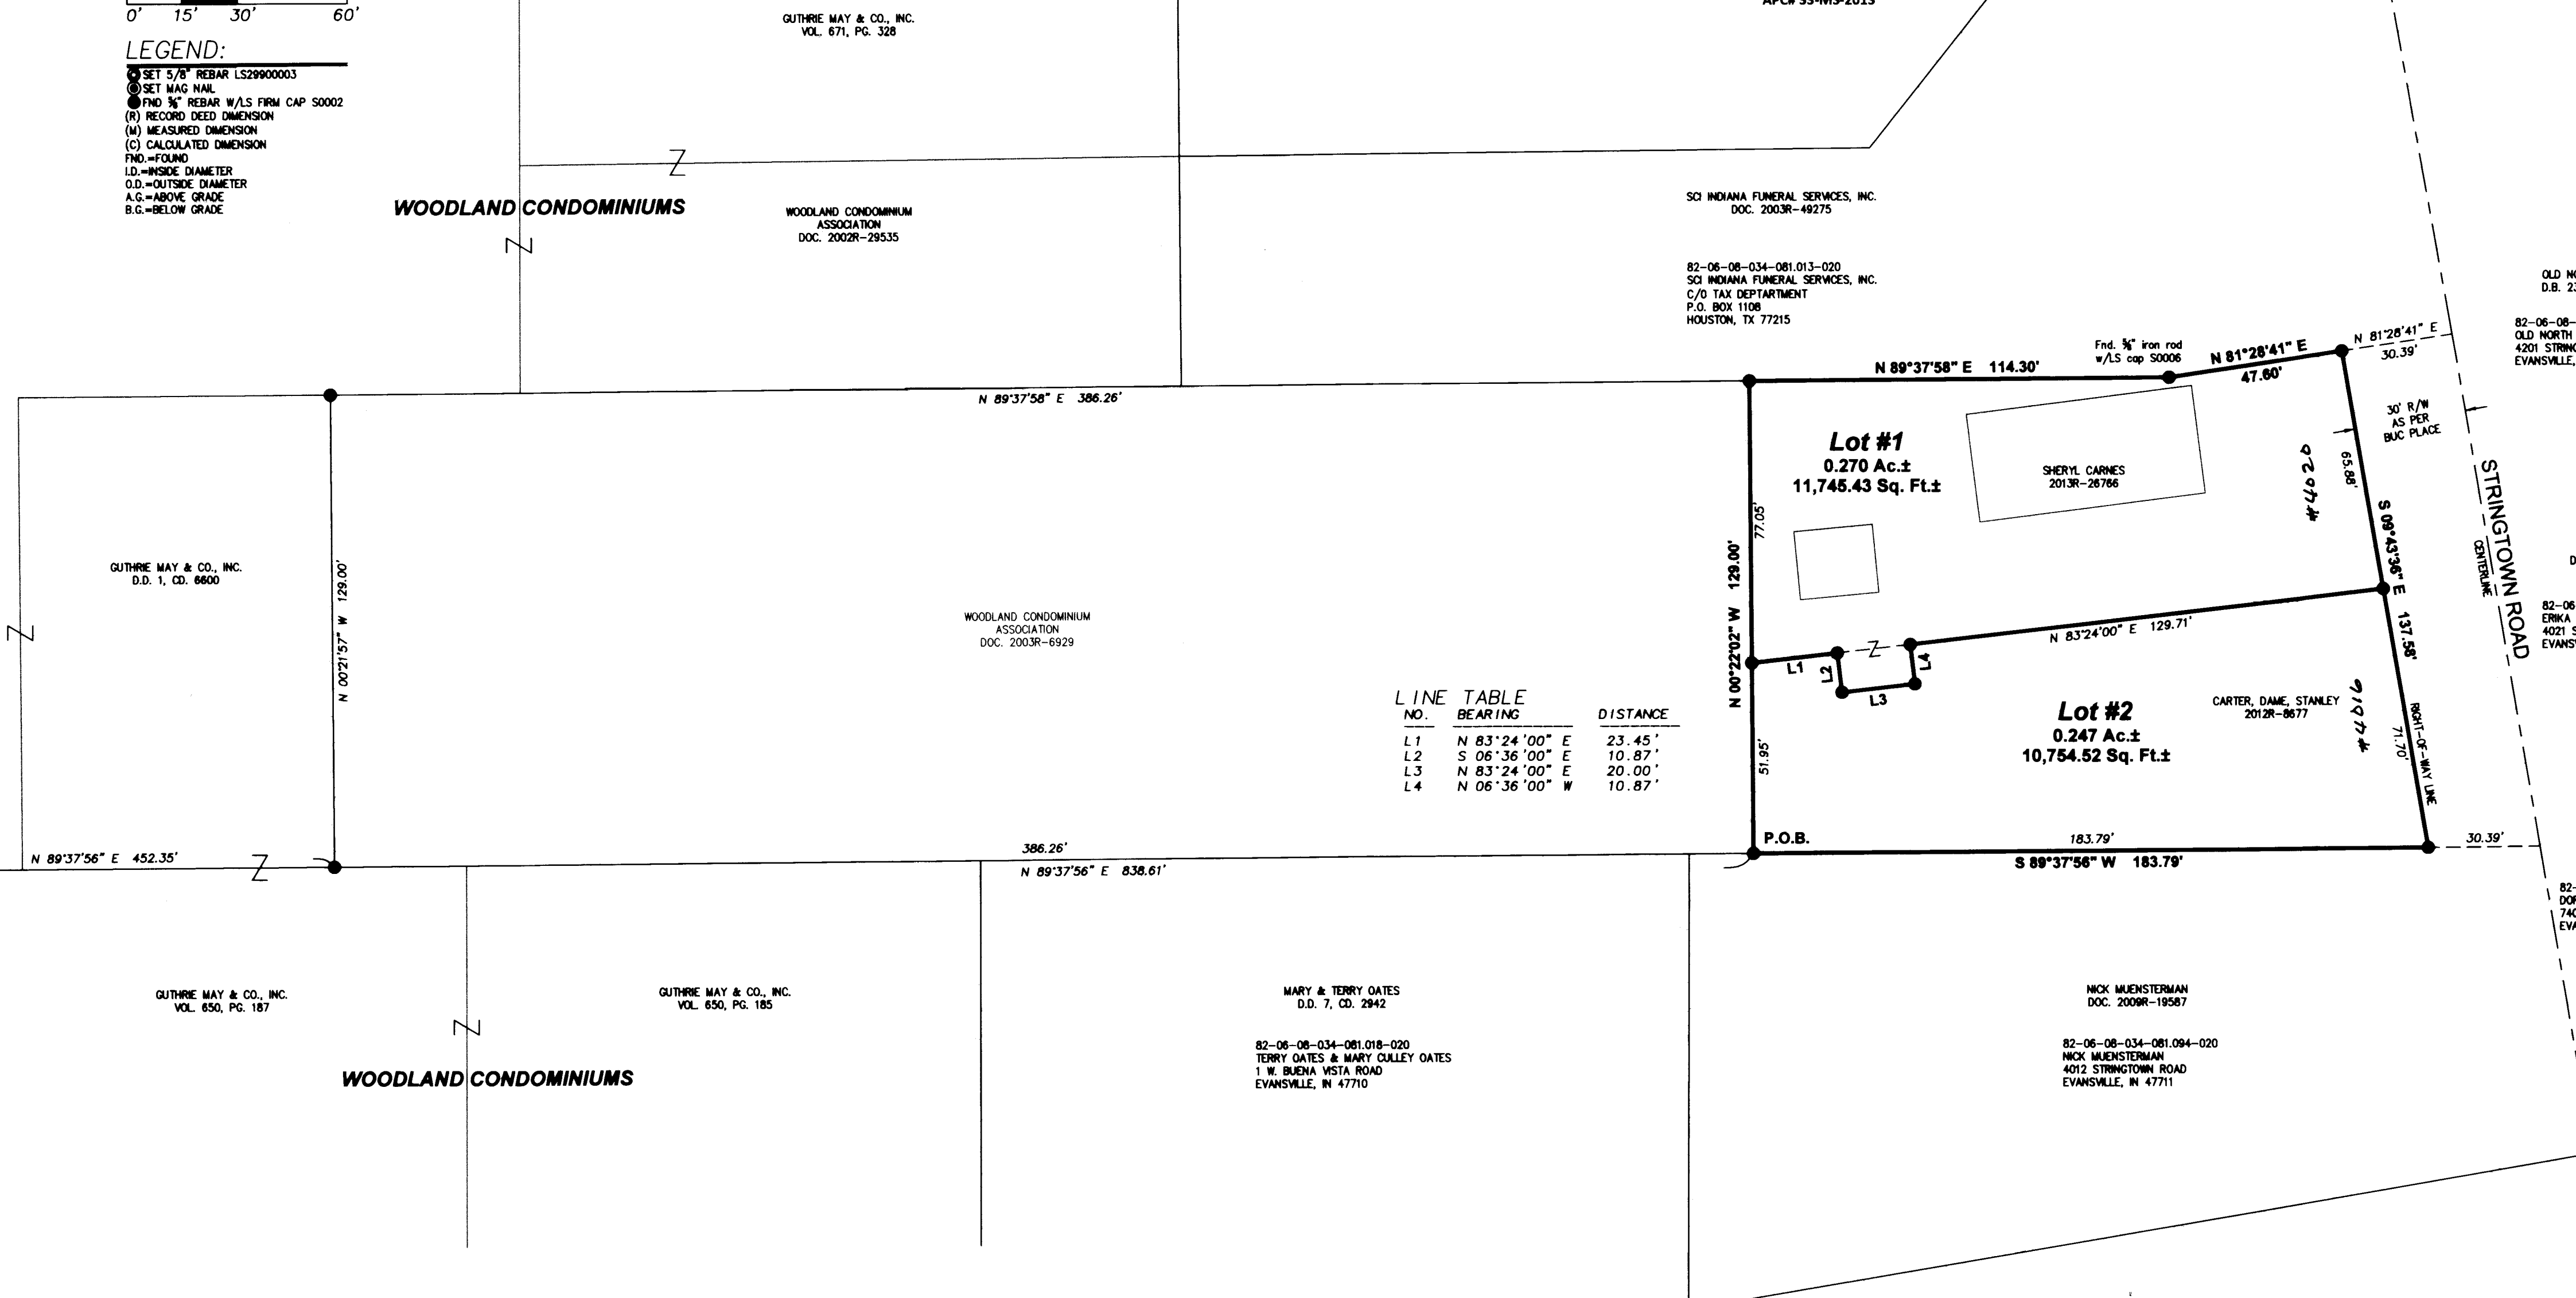 0' 15' 30' 60'
LEGEND:
SET 5/8" REBAR LS29900003
SET MAG NAIL
FND 5/8" REBAR W/LS FIRM CAP S0002
(R) RECORD DEED DIMENSION
(M) MEASURED DIMENSION
(C) CALCULATED DIMENSION
FND.=FOUND
I.D.=INSIDE DIAMETER
O.D.=OUTSIDE DIAMETER
A.G.=ABOVE GRADE
B.G.=BELOW GRADE
GUTHRIE MAY & CO., INC.
VOL. 671, PG. 328
WOODLAND CONDOMINIUMS
WOODLAND CONDOMINIUM
ASSOCIATION
DOC. 2002R-29535
SCI INDIANA FUNERAL SERVICES, INC.
DOC. 2003R-49275
82-06-08-034-081.013-020
SCI INDIANA FUNERAL SERVICES, INC.
C/O TAX DEPTARTMENT
P.O. BOX 1108
HOUSTON, TX 77215
OLD
D.B.
82-06-08-
OLD NORTH
4201
EVANSVILLE,
Fnd. 5/8" iron rod
w/LS cap S0006
N 81°28'41" E
47.60'
N 81°28'41" E
30.39'
N 89°37'58" E 114.30'
N 89°37'58" E 386.26'
30' R/W
AS PER
BUC PLACE
Lot #1
0.270 Ac.±
11,745.43 Sq. Ft.±
SHERYL CARNES
2013R-26766
#4020
65.88'
S 09°43'36" E 137.58'
STRINGTOWN ROAD
CENTERLINE
77.05'
N 00°22'02" W 129.00'
GUTHRIE MAY & CO., INC.
D.D. 1, CD. 6600
N 00°21'57" W 129.00'
WOODLAND CONDOMINIUM
ASSOCIATION
DOC. 2003R-6929
N 83°24'00" E 129.71'
L1
L2
L3
L4
82-06
ERIKA
4021
LINE TABLE
NO. BEARING DISTANCE
L1 N 83°24'00" E 23.45'
L2 S 06°36'00" E 10.87'
L3 N 83°24'00" E 20.00'
L4 N 06°36'00" W 10.87'
51.95'
Lot #2
0.247 Ac.±
10,754.52 Sq. Ft.±
CARTER, DAME, STANLEY
2012R-8677
#4016
71.70'
RIGHT-OF-WAY LINE
P.O.B.
183.79'
S 89°37'56" W 183.79'
30.39'
N 89°37'56" E 452.35'
386.26'
N 89°37'56" E 838.61'
82-
GUTHRIE MAY & CO., INC.
VOL. 650, PG. 187
GUTHRIE MAY & CO., INC.
VOL. 650, PG. 185
MARY & TERRY OATES
D.D. 7, CD. 2942
82-06-08-034-081.018-020
TERRY OATES & MARY CULLEY OATES
1 W. BUENA VISTA ROAD
EVANSVILLE, IN 47710
NICK MUENSTERMAN
DOC. 2009R-19587
82-06-08-034-081.094-020
NICK MUENSTERMAN
4012 STRINGTOWN ROAD
EVANSVILLE, IN 47711
WOODLAND CONDOMINIUMS